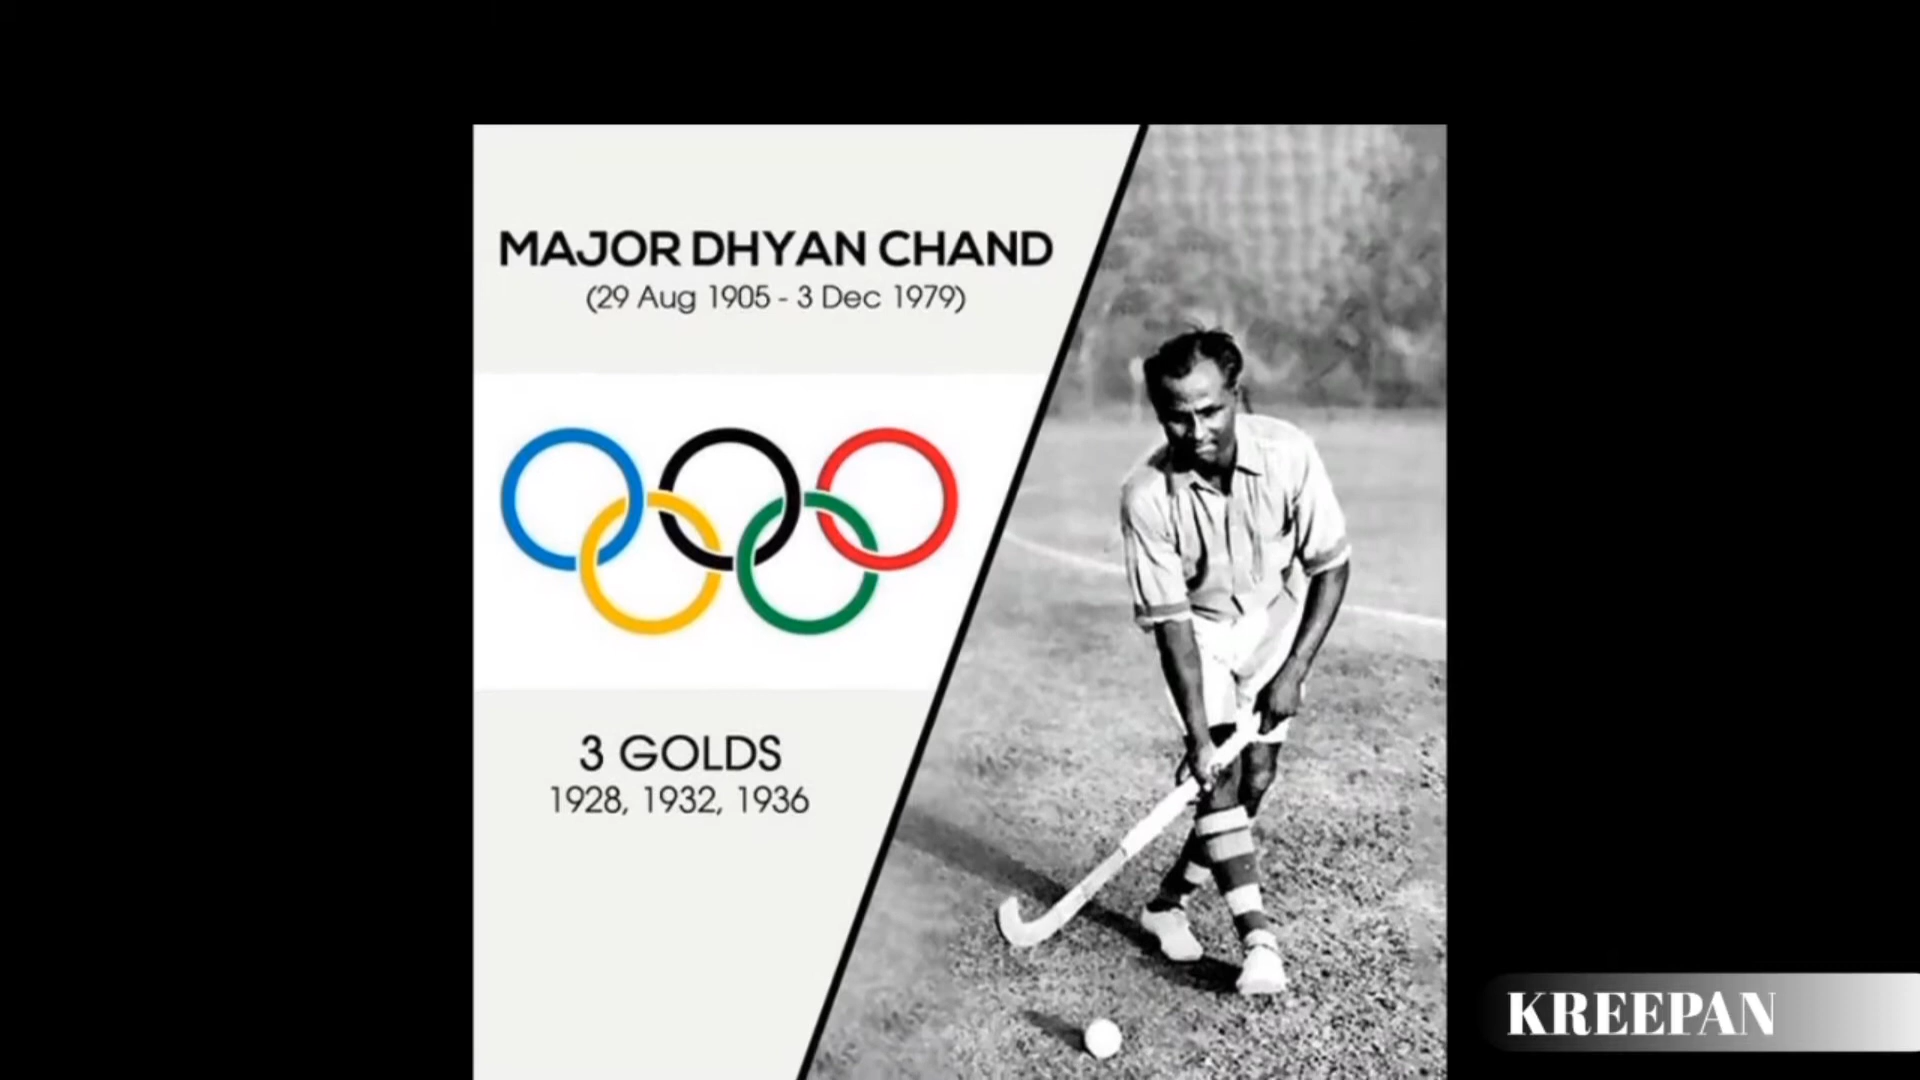 MAJOR DHYAN CHAND
(29 Aug 1905 - 3 Dec 1979)
3 GOLDS
1928, 1932, 1936
KREEPAN